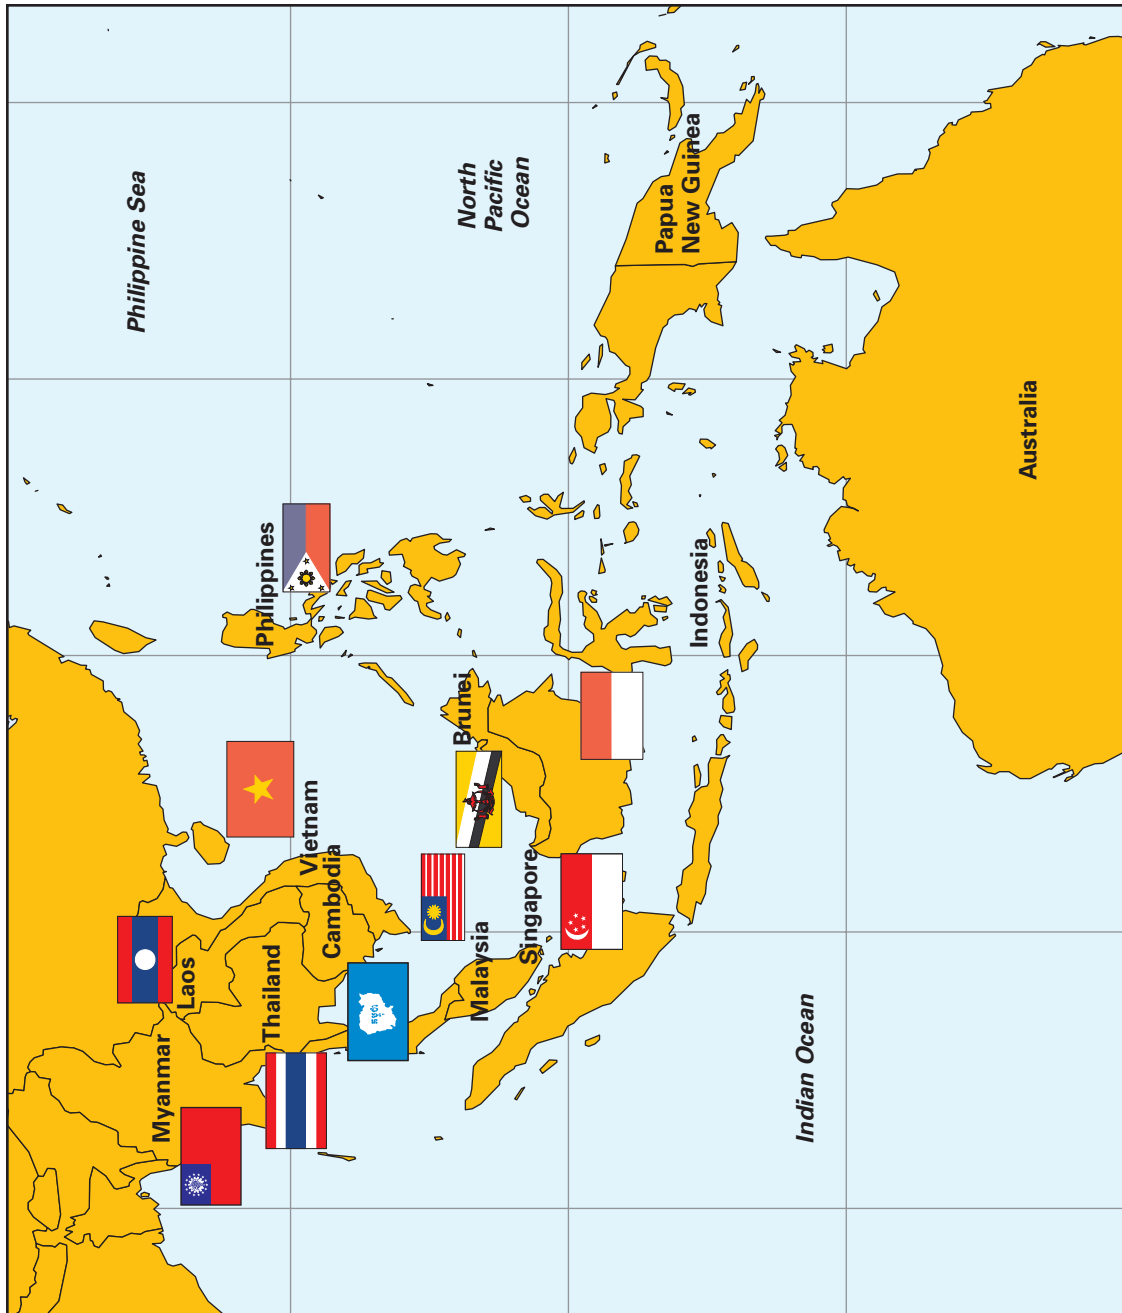 Philippine Sea
Myanmar
Laos
Philippines
Thailand
Vietnam
Cambodia
Brunei
North
Pacific
Ocean
Malaysia
Singapore
Papua
New Guinea
Indonesia
Indian Ocean
Australia